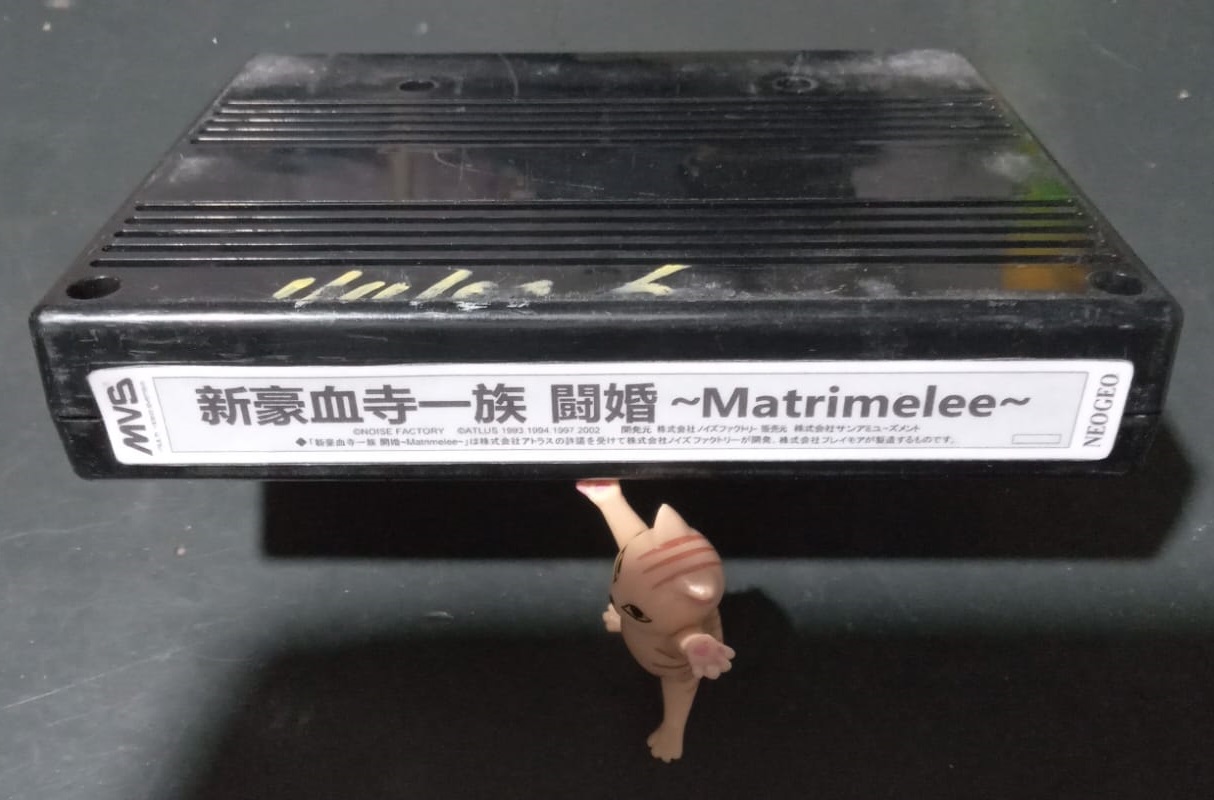 MVS
新豪血寺一族 闘婚 ~Matrimelee~
©NOISE FACTORY ©ATLUS 1993 1994 1997 2002 開発元 株式会社ノイズファクトリー 販売元 株式会社サンアミューズメント
◆「新豪血寺一族 闘婚~Matrimelee~」は株式会社アトラスの許諾を受けて株式会社ノイズファクトリーが開発、株式会社プレイモアが製造するものです。
NEOGEO